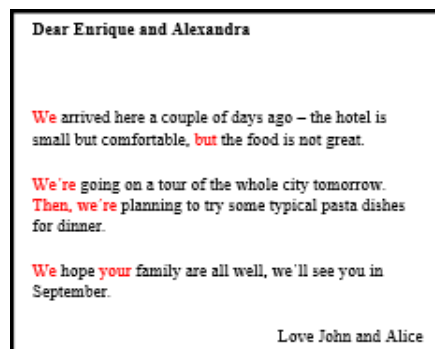 Dear Enrique and Alexandra
We arrived here a couple of days ago – the hotel is
small but comfortable, but the food is not great.
We're going on a tour of the whole city tomorrow.
Then, we're planning to try some typical pasta dishes
for dinner.
We hope your family are all well, we'll see you in
September.
Love John and Alice